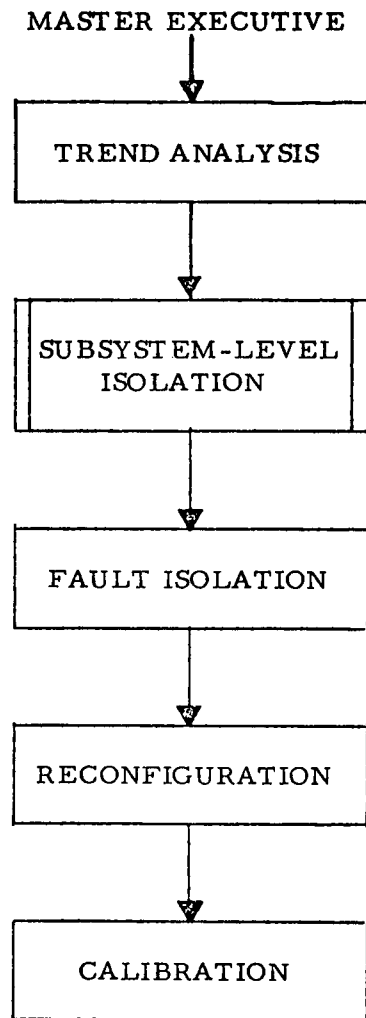 MASTER EXECUTIVE
TREND ANALYSIS
SUBSYSTEM-LEVEL
ISOLATION
FAULT ISOLATION
RECONFIGURATION
CALIBRATION